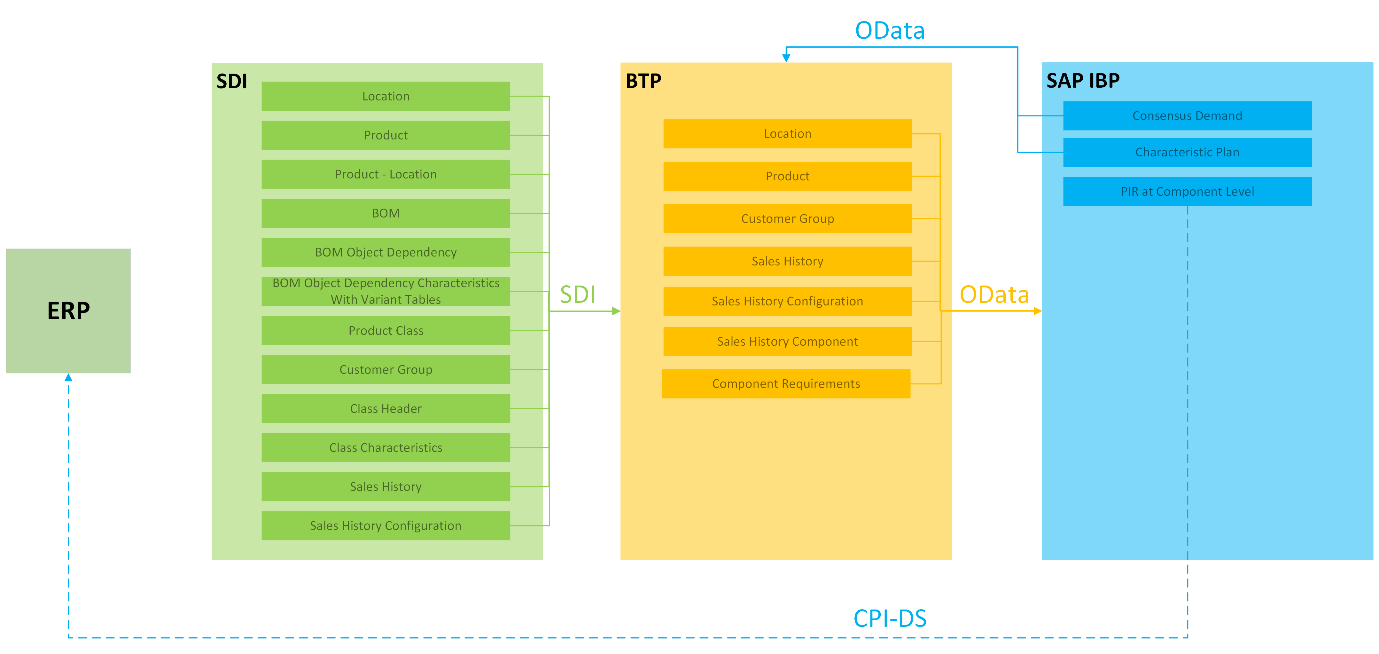 OData
SDI
Location
Product
Product - Location
BOM
BOM Object Dependency
BOM Object Dependency Characteristics
With Variant Tables
Product Class
Customer Group
Class Header
Class Characteristics
Sales History
Sales History Configuration
ERP
SDI
BTP
Location
Product
Customer Group
Sales History
Sales History Configuration
Sales History Component
Component Requirements
OData
SAP IBP
Consensus Demand
Characteristic Plan
PIR at Component Level
CPI-DS